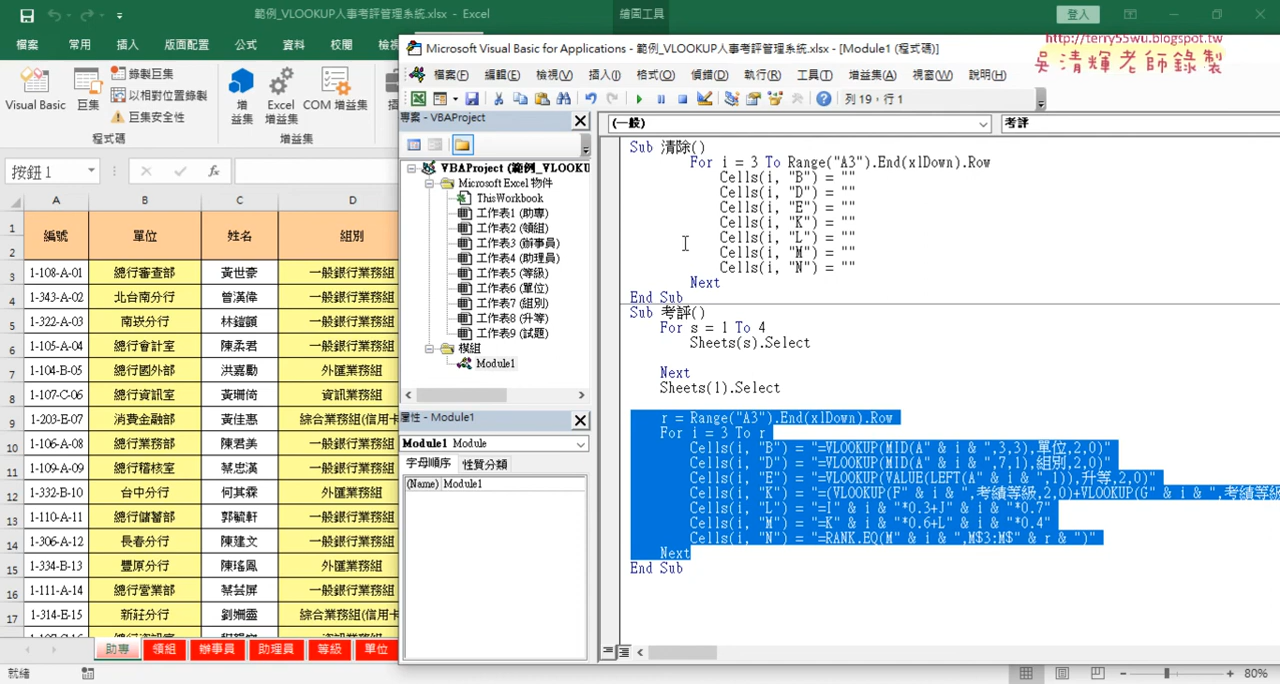 範例_VLOOKUP人事考評管理系統.xlsx - Excel
繪圖工具
登入
檔案
常用
插入
版面配置
公式
資料
校閱
Visual Basic
巨集
錄製巨集
以相對位置錄製
巨集安全性
程式碼
增益集
Excel 增益集
COM 增益集
增益集
按鈕 1
fx
A B C D
1
2
編號 單位 姓名 組別
3 1-108-A-01 總行審查部 黃世豪 一般銀行業務組
4 1-343-A-02 北台南分行 曾漢偉 一般銀行業務組
5 1-322-A-03 南崁分行 林鎧顗 一般銀行業務組
6 1-105-A-04 總行會計室 陳柔君 一般銀行業務組
7 1-104-B-05 總行國外部 洪嘉勵 外匯業務組
8 1-107-C-06 總行資訊室 黃珊倚 資訊業務組
9 1-203-E-07 消費金融部 黃佳惠 綜合業務組(信用卡
10 1-106-A-08 總行業務部 陳君美 一般銀行業務組
11 1-109-A-09 總行稽核室 蔡忠漢 一般銀行業務組
12 1-332-B-10 台中分行 何其霖 外匯業務組
13 1-110-A-11 總行儲蓄部 郭毓軒 一般銀行業務組
14 1-306-A-12 長春分行 陳建文 一般銀行業務組
15 1-334-B-13 豐原分行 陳瑤鳳 外匯業務組
16 1-111-A-14 總行營業部 蔡芸屏 一般銀行業務組
17 1-314-E-15 新莊分行 劉姍靈 綜合業務組(信用卡
助專 領組 辦事員 助理員 等級 單位
就緒
80%
Microsoft Visual Basic for Applications - 範例_VLOOKUP人事考評管理系統.xlsx - [Module1 (程式碼)]
http://terry55wu.blogspot.tw
吳清輝老師錄製
檔案(F) 編輯(E) 檢視(V) 插入(I) 格式(O) 偵錯(D) 執行(R) 工具(T) 增益集(A) 視窗(W) 說明(H)
列 19，行 1
專案 - VBAProject
VBAProject (範例_VLOOKU
Microsoft Excel 物件
ThisWorkbook
工作表1 (助專)
工作表2 (領組)
工作表3 (辦事員)
工作表4 (助理員)
工作表5 (等級)
工作表6 (單位)
工作表7 (組別)
工作表8 (升等)
工作表9 (試題)
模組
Module1
屬性 - Module1
Module1 Module
字母順序 性質分類
(Name) Module1
(一般)
考評
Sub 清除()
For i = 3 To Range("A3").End(xlDown).Row
Cells(i, "B") = ""
Cells(i, "D") = ""
Cells(i, "E") = ""
Cells(i, "K") = ""
Cells(i, "L") = ""
Cells(i, "M") = ""
Cells(i, "N") = ""
Next
End Sub
Sub 考評()
For s = 1 To 4
Sheets(s).Select
Next
Sheets(1).Select
r = Range("A3").End(xlDown).Row
For i = 3 To r
Cells(i, "B") = "=VLOOKUP(MID(A" & i & ",3,3),單位,2,0)"
Cells(i, "D") = "=VLOOKUP(MID(A" & i & ",7,1),組別,2,0)"
Cells(i, "E") = "=VLOOKUP(VALUE(LEFT(A" & i & ",1)),升等,2,0)"
Cells(i, "K") = "=(VLOOKUP(F" & i & ",考績等級,2,0)+VLOOKUP(G" & i & ",考績等級
Cells(i, "L") = "=I" & i & "*0.3+J" & i & "*0.7"
Cells(i, "M") = "=K" & i & "*0.6+L" & i & "*0.4"
Cells(i, "N") = "=RANK.EQ(M" & i & ",M$3:M$" & r & ")"
Next
End Sub